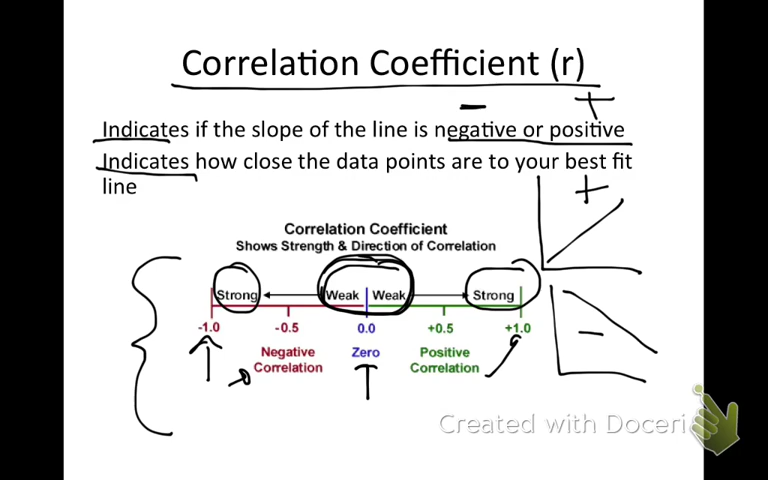 Correlation Coefficient (r)
− +
Indicates if the slope of the line is negative or positive
Indicates how close the data points are to your best fit
line
+
Correlation Coefficient
Shows Strength & Direction of Correlation
Strong Weak Weak Strong
-1.0 -0.5 0.0 +0.5 +1.0
−
Negative Zero Positive
Correlation Correlation
Created with Doceri